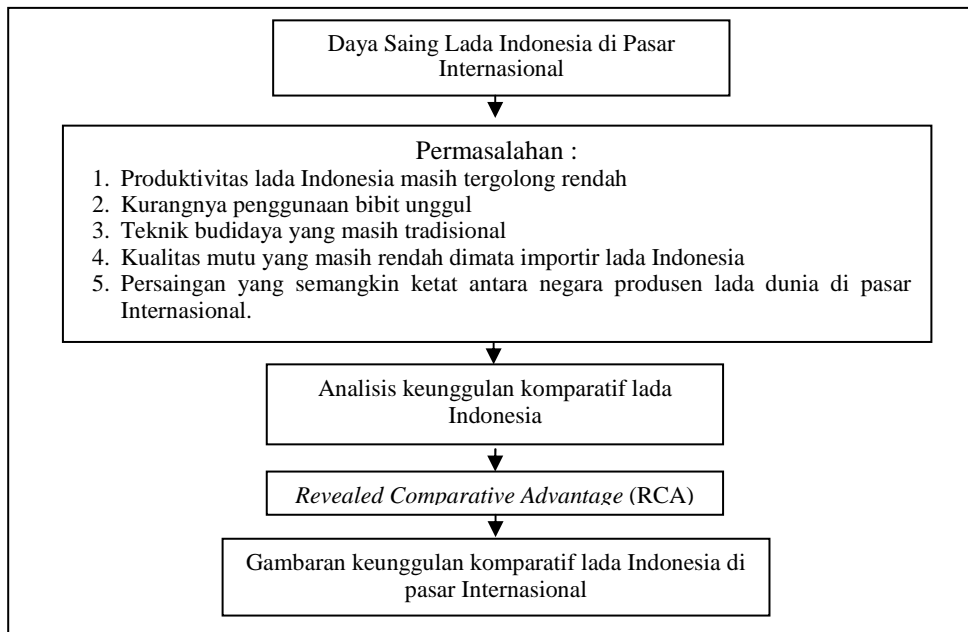 Daya Saing Lada Indonesia di Pasar
Internasional
Permasalahan :
1. Produktivitas lada Indonesia masih tergolong rendah
2. Kurangnya penggunaan bibit unggul
3. Teknik budidaya yang masih tradisional
4. Kualitas mutu yang masih rendah dimata importir lada Indonesia
5. Persaingan yang semangkin ketat antara negara produsen lada dunia di pasar
Internasional.
Analisis keunggulan komparatif lada
Indonesia
Revealed Comparative Advantage (RCA)
Gambaran keunggulan komparatif lada Indonesia di
pasar Internasional